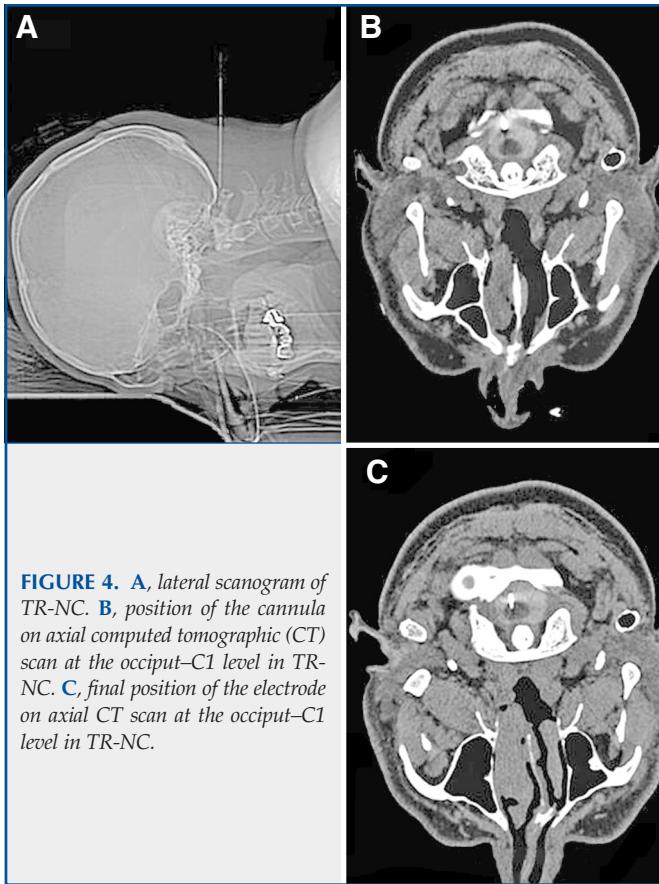 A
B
C
FIGURE 4. A, lateral scanogram of
TR-NC. B, position of the cannula
on axial computed tomographic (CT)
scan at the occiput–C1 level in TR-
NC. C, final position of the electrode
on axial CT scan at the occiput–C1
level in TR-NC.